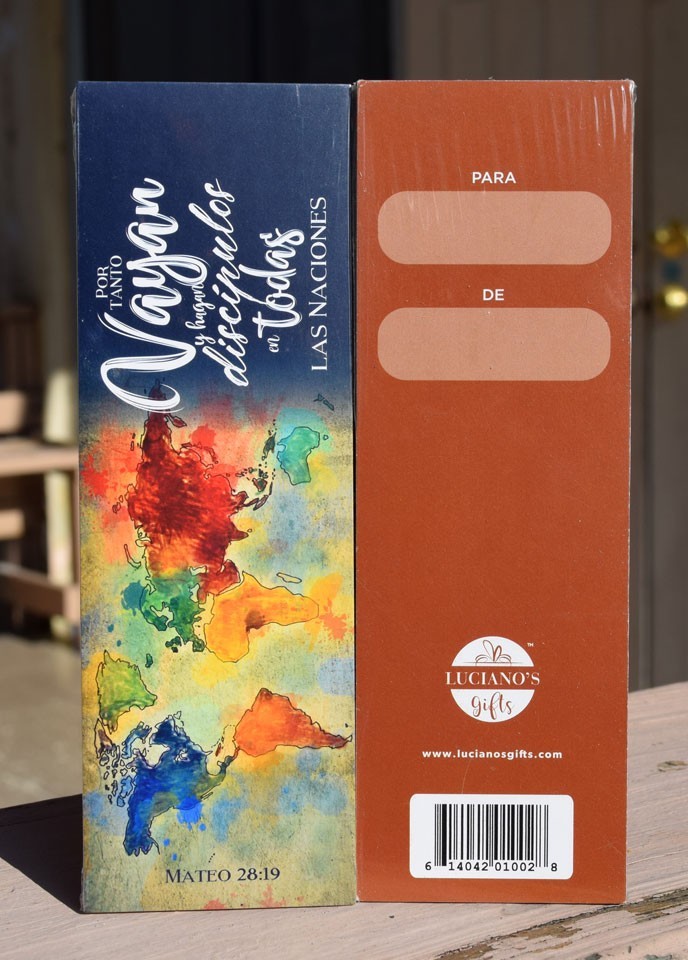 POR
TANTO
Vayan
y hagan
discípulos
en todas
LAS NACIONES
MATEO 28:19
PARA
DE
LUCIANO'S
gifts
™
www.lucianosgifts.com
6 14042 01002 8